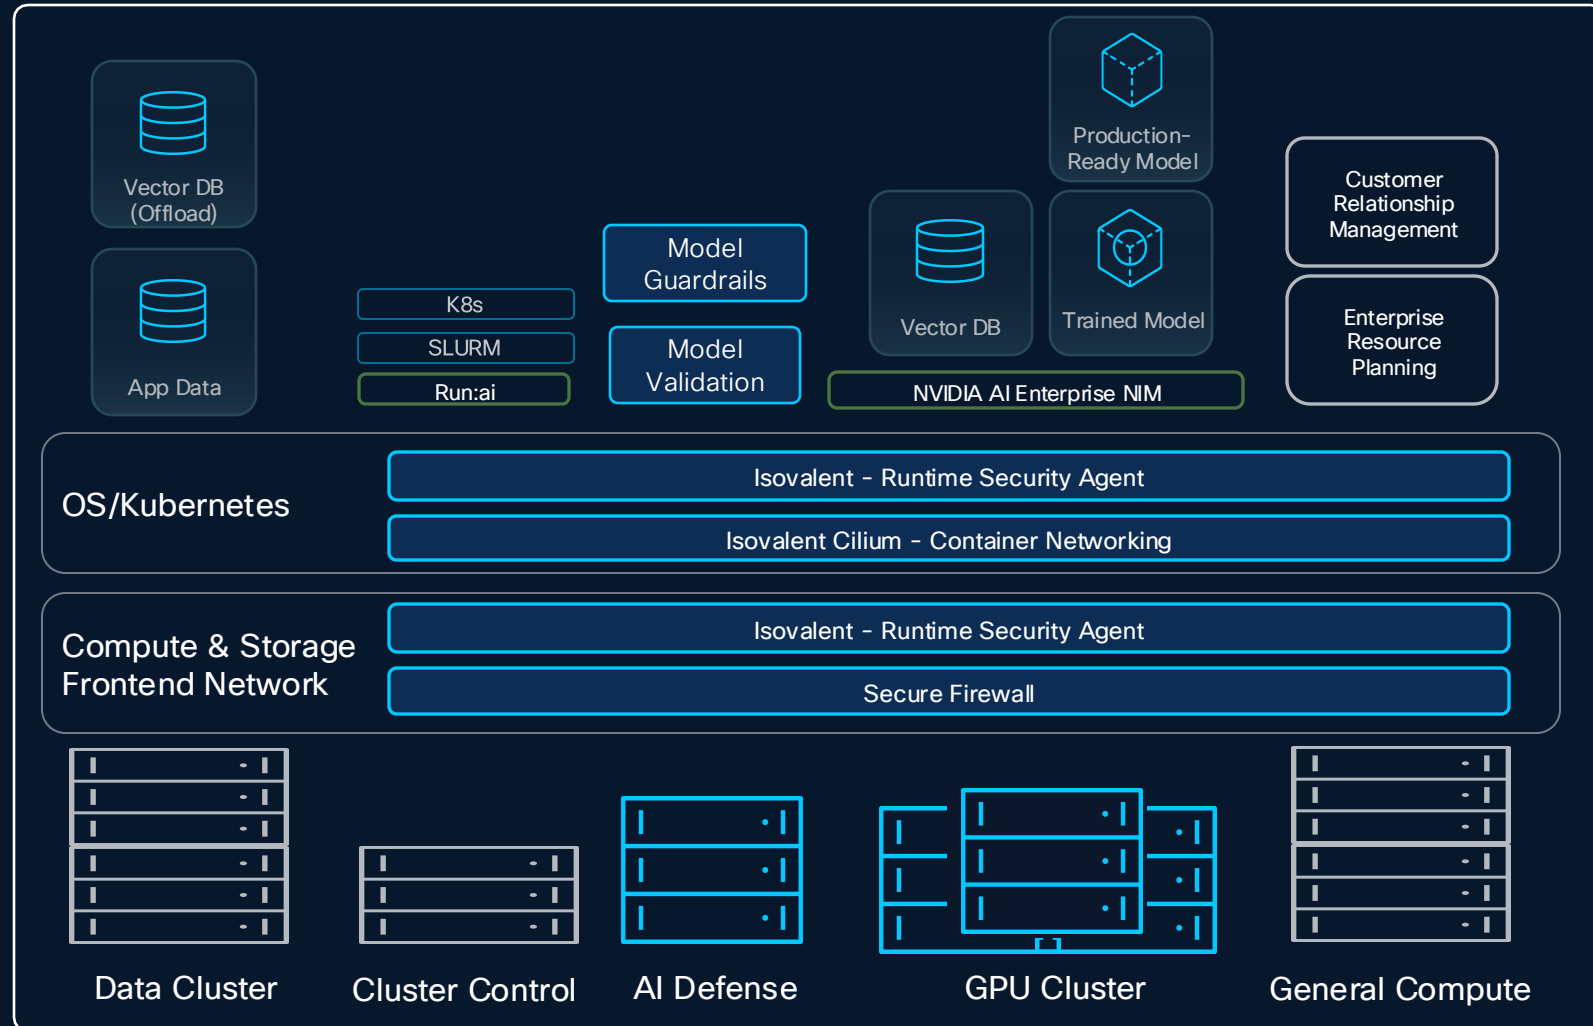 Vector DB
(Offload)
App Data
K8s
SLURM
Run:ai
Model
Guardrails
Model
Validation
Vector DB
Production-
Ready Model
Trained Model
NVIDIA AI Enterprise NIM
Customer
Relationship
Management
Enterprise
Resource
Planning
OS/Kubernetes
Isovalent - Runtime Security Agent
Isovalent Cilium - Container Networking
Compute & Storage
Frontend Network
Isovalent - Runtime Security Agent
Secure Firewall
Data Cluster
Cluster Control
AI Defense
GPU Cluster
General Compute